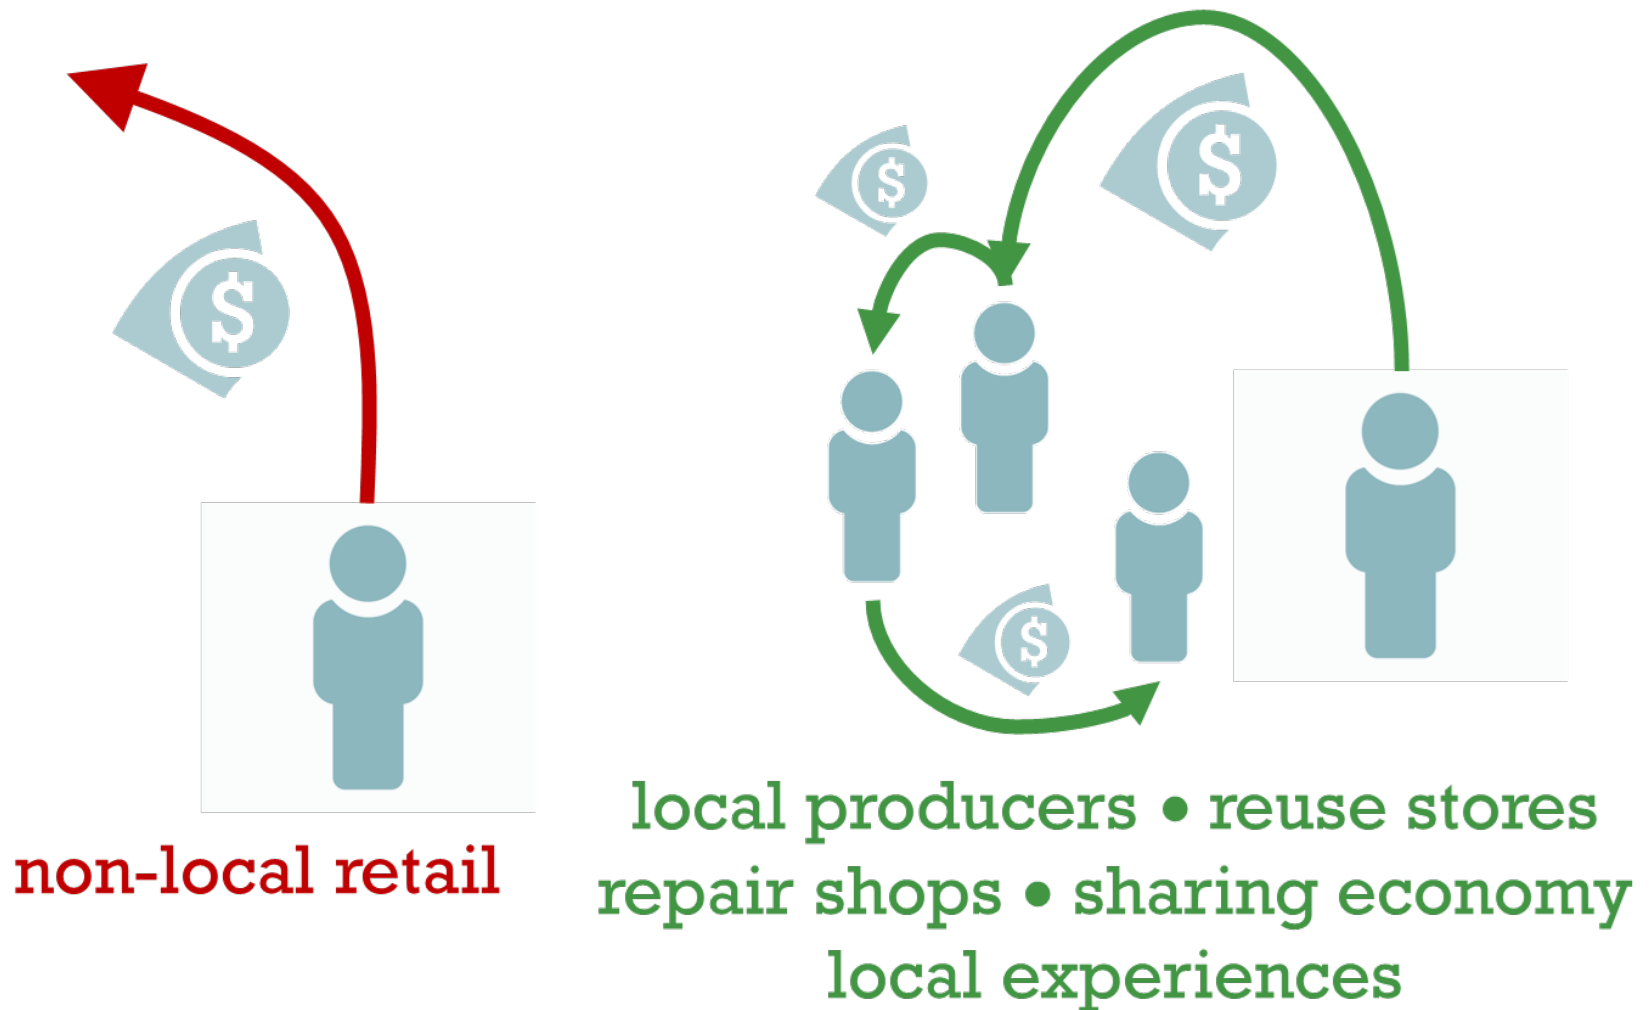 $
$
$
$
non-local retail
local producers • reuse stores
repair shops • sharing economy
local experiences